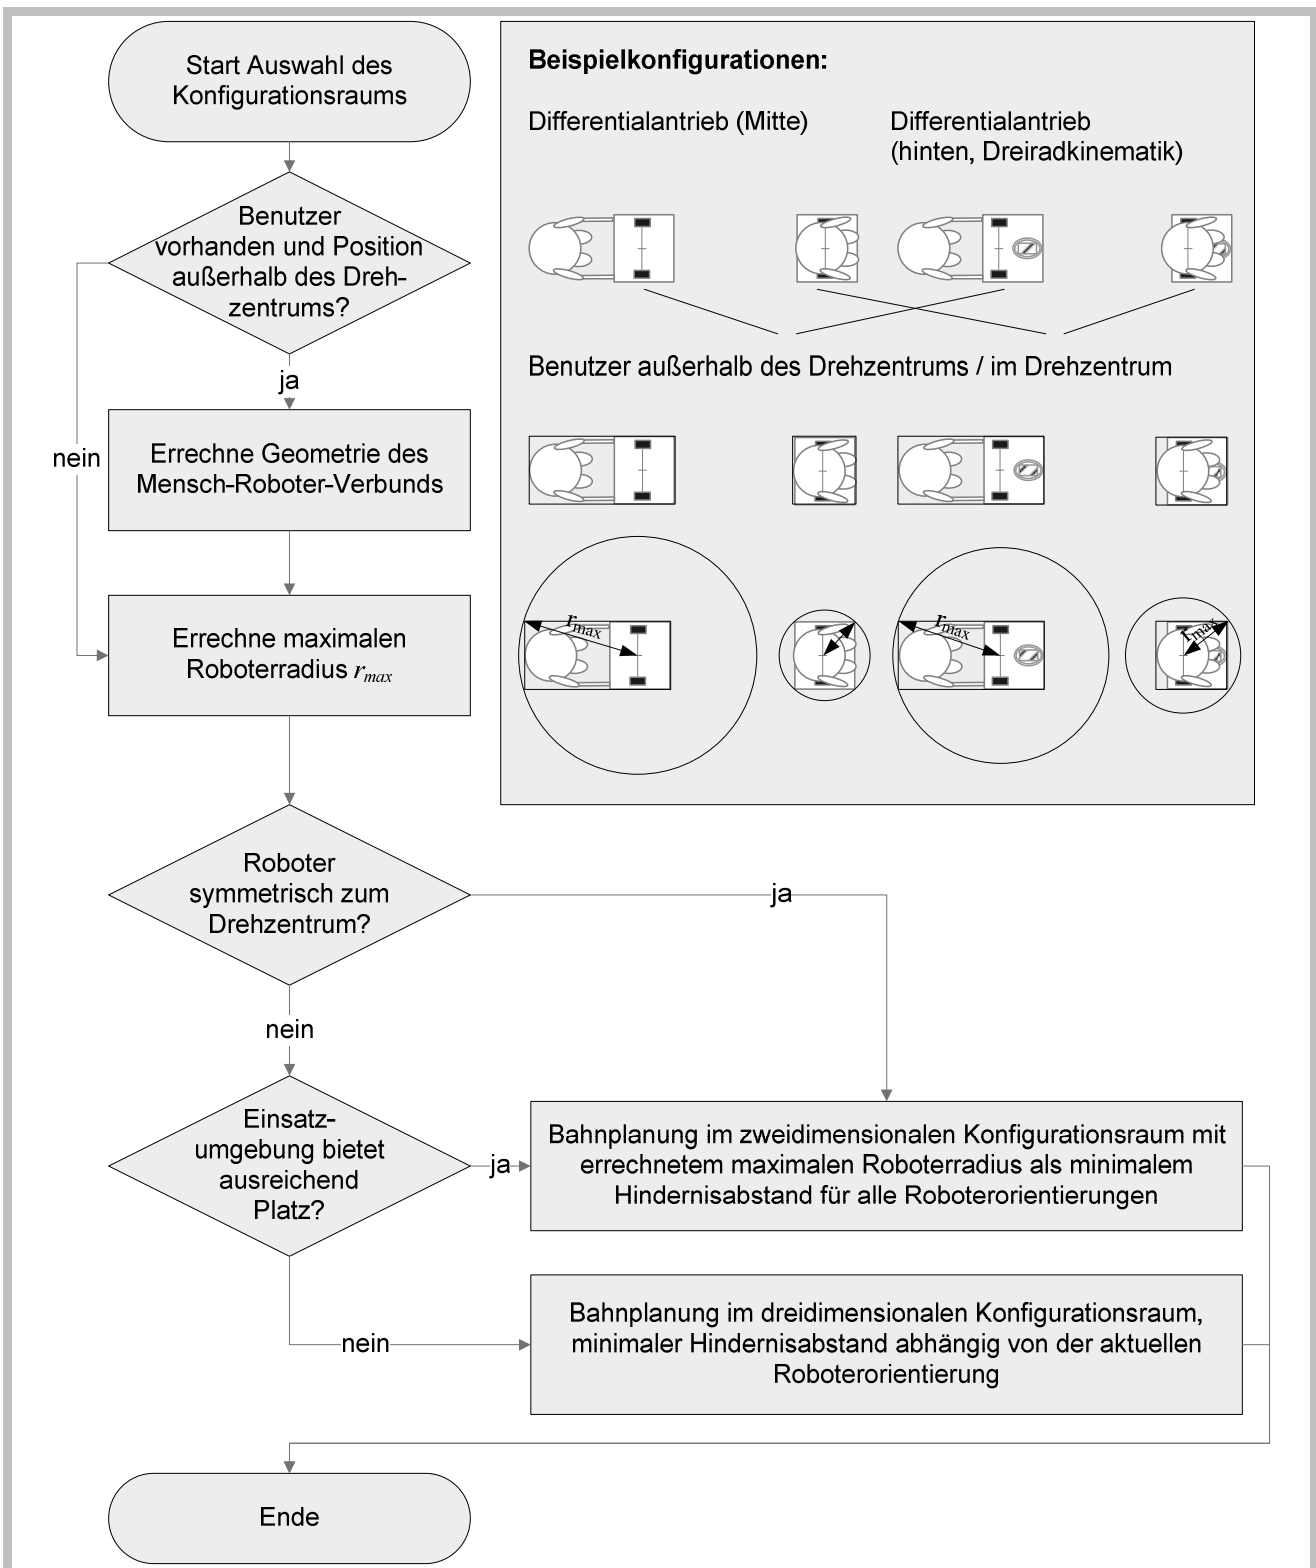 Start Auswahl des
Konfigurationsraums
Benutzer
vorhanden und Position
außerhalb des Dreh-
zentrums?
ja
nein
Errechne Geometrie des
Mensch-Roboter-Verbunds
Errechne maximalen
Roboterradius r_max
Roboter
symmetrisch zum
Drehzentrum?
ja
nein
Einsatz-
umgebung bietet
ausreichend
Platz?
ja
nein
Bahnplanung im zweidimensionalen Konfigurationsraum mit
errechnetem maximalen Roboterradius als minimalem
Hindernisabstand für alle Roboterorientierungen
Bahnplanung im dreidimensionalen Konfigurationsraum,
minimaler Hindernisabstand abhängig von der aktuellen
Roboterorientierung
Ende
Beispielkonfigurationen:
Differentialantrieb (Mitte)
Differentialantrieb
(hinten, Dreiradkinematik)
Benutzer außerhalb des Drehzentrums / im Drehzentrum
r_max
r_max
r_max